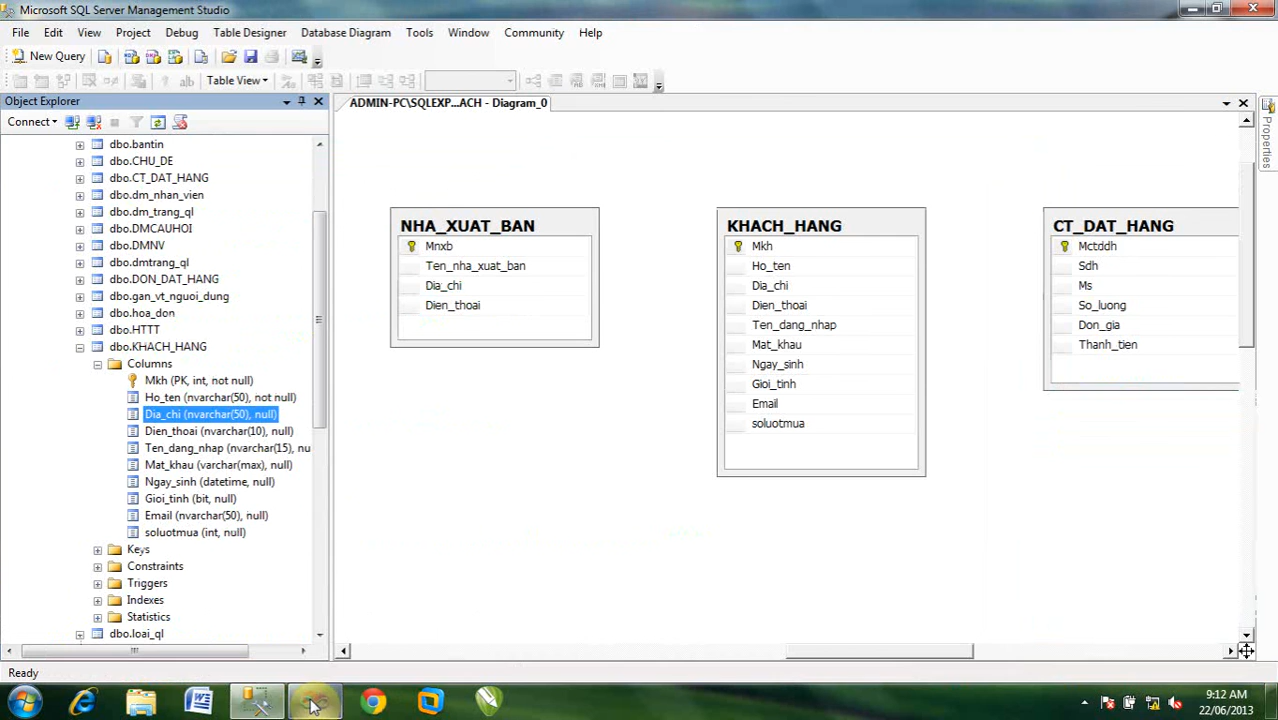 Microsoft SQL Server Management Studio
File Edit View Project Debug Table Designer Database Diagram Tools Window Community Help
New Query
Table View
Object Explorer
ADMIN-PC\SQLEXP...ACH - Diagram_0
Connect
Properties
dbo.bantin
dbo.CHU_DE
dbo.CT_DAT_HANG
dbo.dm_nhan_vien
dbo.dm_trang_ql
dbo.DMCAUHOI
dbo.DMNV
dbo.dmtrang_ql
dbo.DON_DAT_HANG
dbo.gan_vt_nguoi_dung
dbo.hoa_don
dbo.HTTT
dbo.KHACH_HANG
Columns
Mkh (PK, int, not null)
Ho_ten (nvarchar(50), not null)
Dia_chi (nvarchar(50), null)
Dien_thoai (nvarchar(10), null)
Ten_dang_nhap (nvarchar(15), nu
Mat_khau (varchar(max), null)
Ngay_sinh (datetime, null)
Gioi_tinh (bit, null)
Email (nvarchar(50), null)
soluotmua (int, null)
Keys
Constraints
Triggers
Indexes
Statistics
dbo.loai_ql
NHA_XUAT_BAN
Mnxb
Ten_nha_xuat_ban
Dia_chi
Dien_thoai
KHACH_HANG
Mkh
Ho_ten
Dia_chi
Dien_thoai
Ten_dang_nhap
Mat_khau
Ngay_sinh
Gioi_tinh
Email
soluotmua
CT_DAT_HANG
Mctddh
Sdh
Ms
So_luong
Don_gia
Thanh_tien
Ready
9:12 AM
22/06/2013